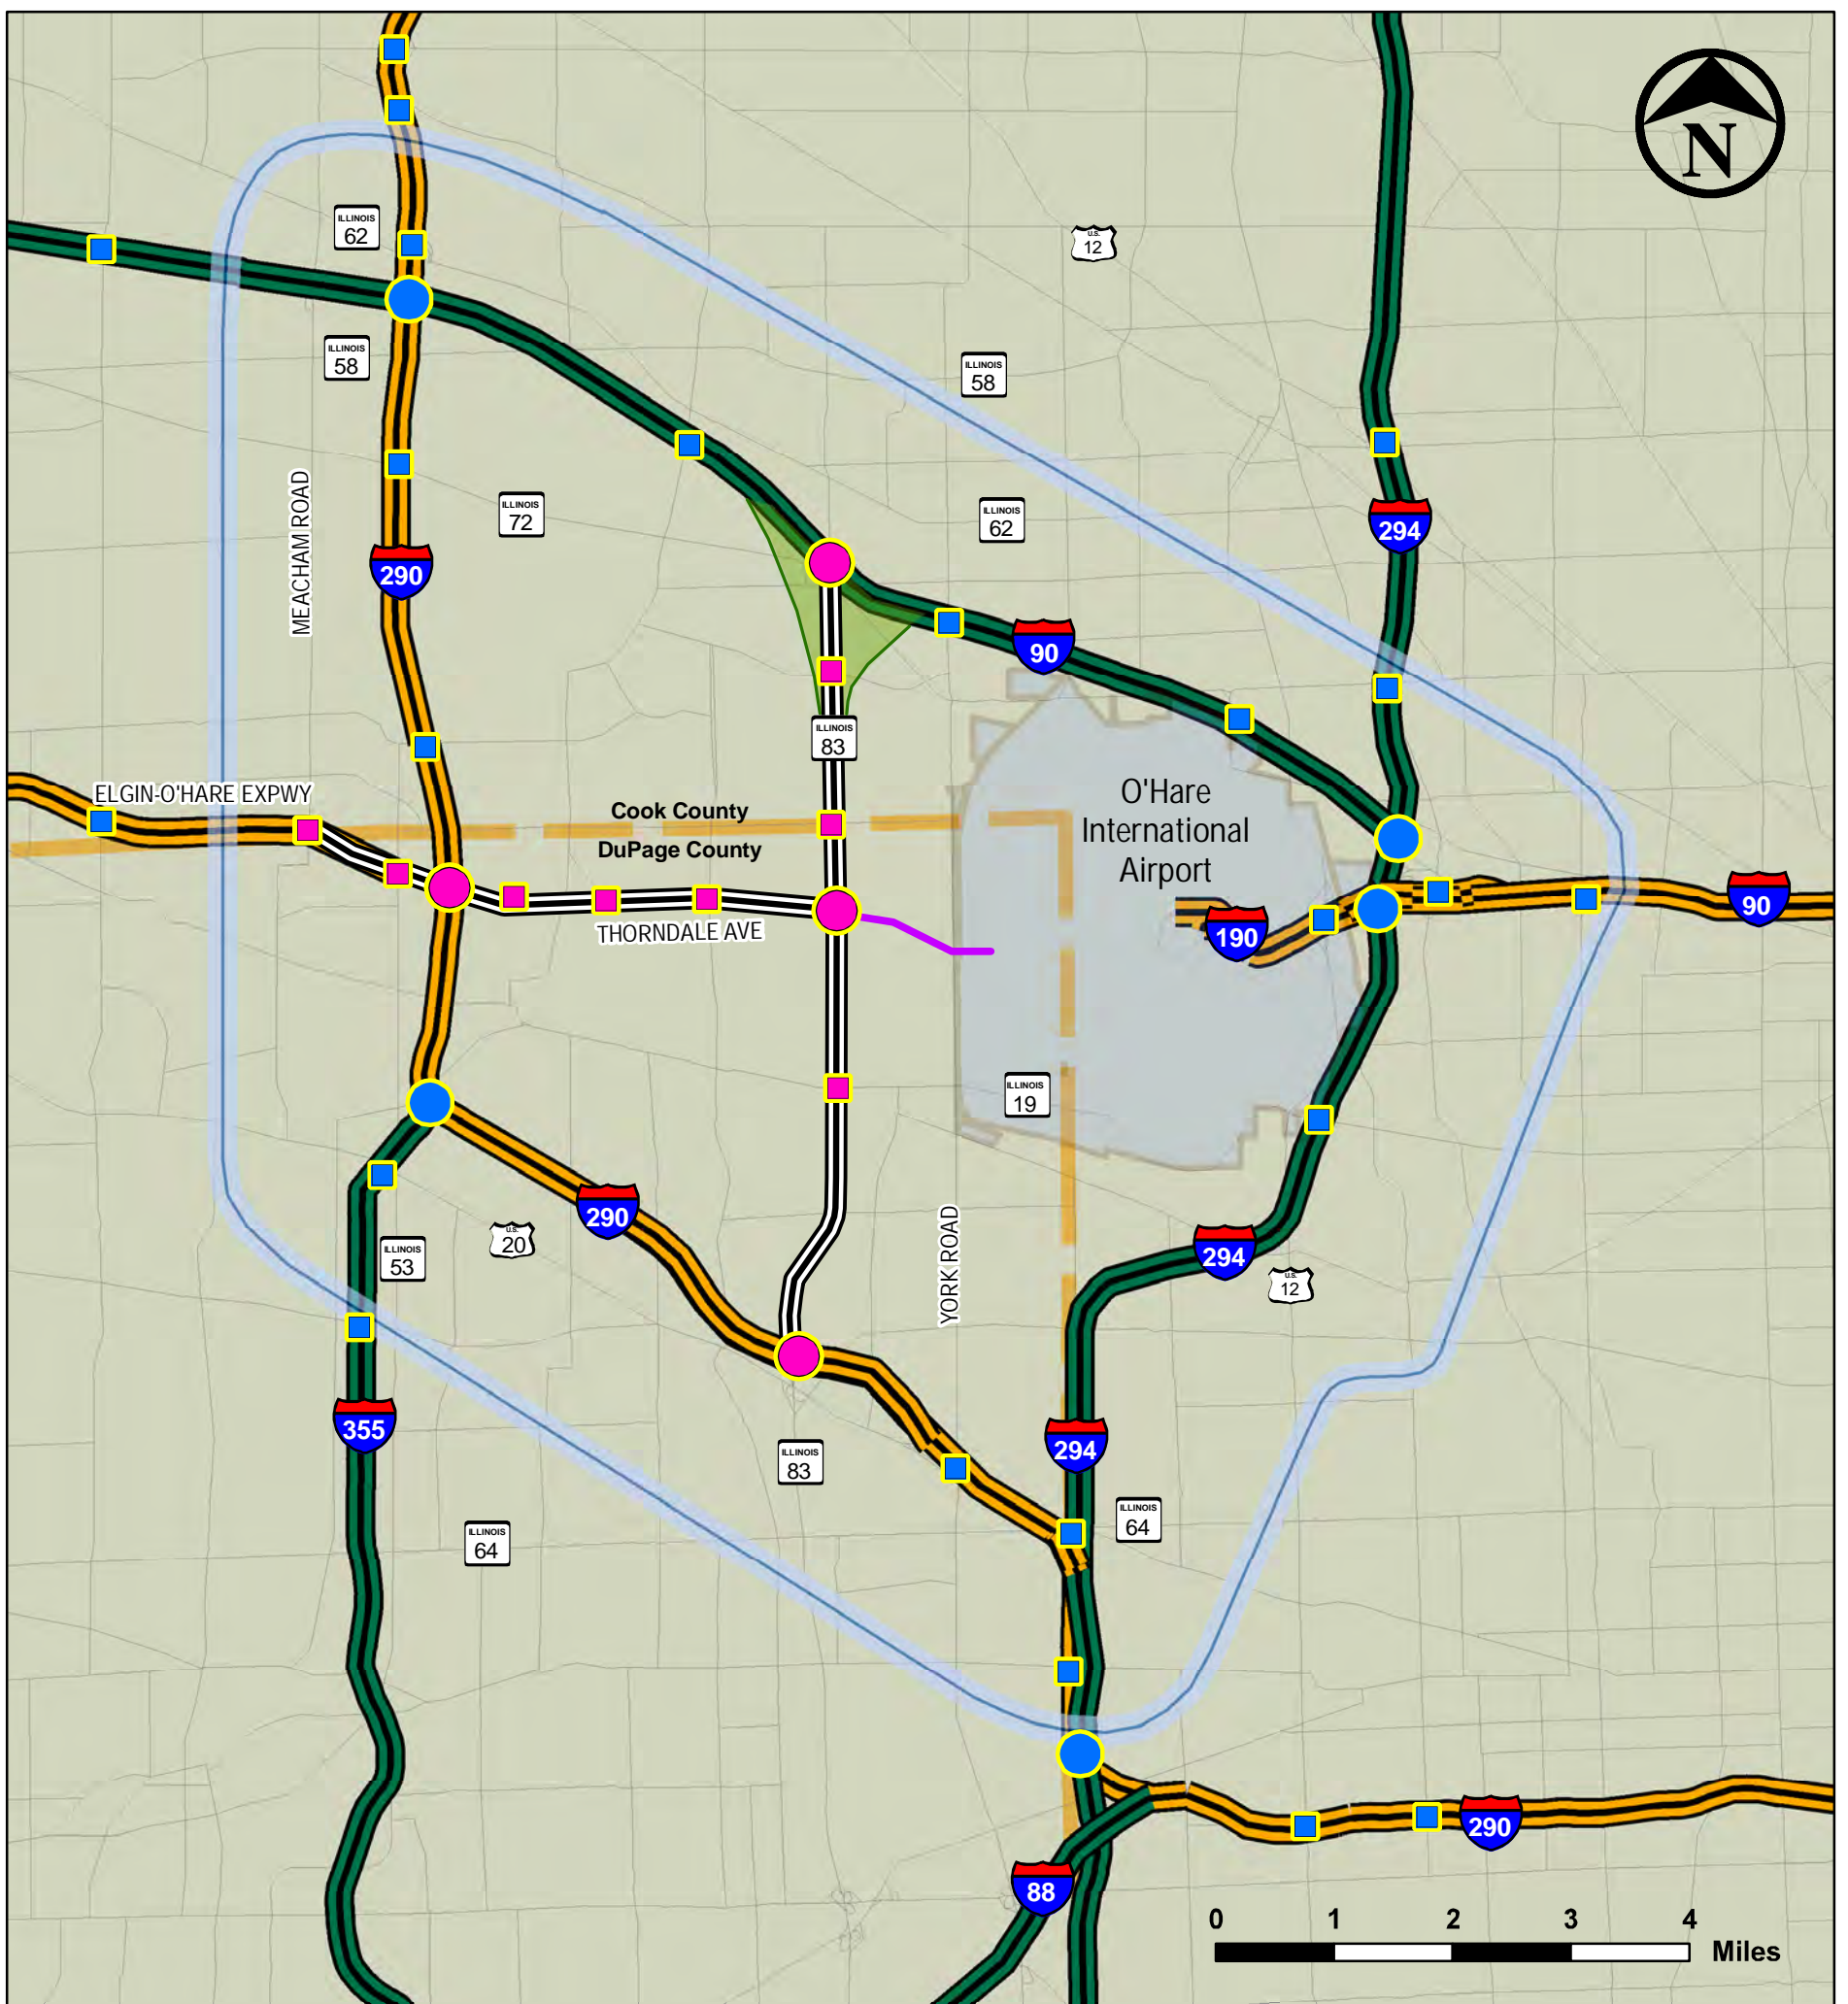 N
ILLINOIS
62
U.S.
12
ILLINOIS
58
ILLINOIS
58
MEACHAM ROAD
ILLINOIS
72
ILLINOIS
62
294
290
90
ILLINOIS
83
ELGIN-O'HARE EXPWY
Cook County
DuPage County
O'Hare
International
Airport
THORNDALE AVE
190
90
ILLINOIS
19
290
U.S.
20
ILLINOIS
53
YORK ROAD
294
U.S.
12
355
294
ILLINOIS
83
ILLINOIS
64
ILLINOIS
64
290
88
0 1 2 3 4
Miles